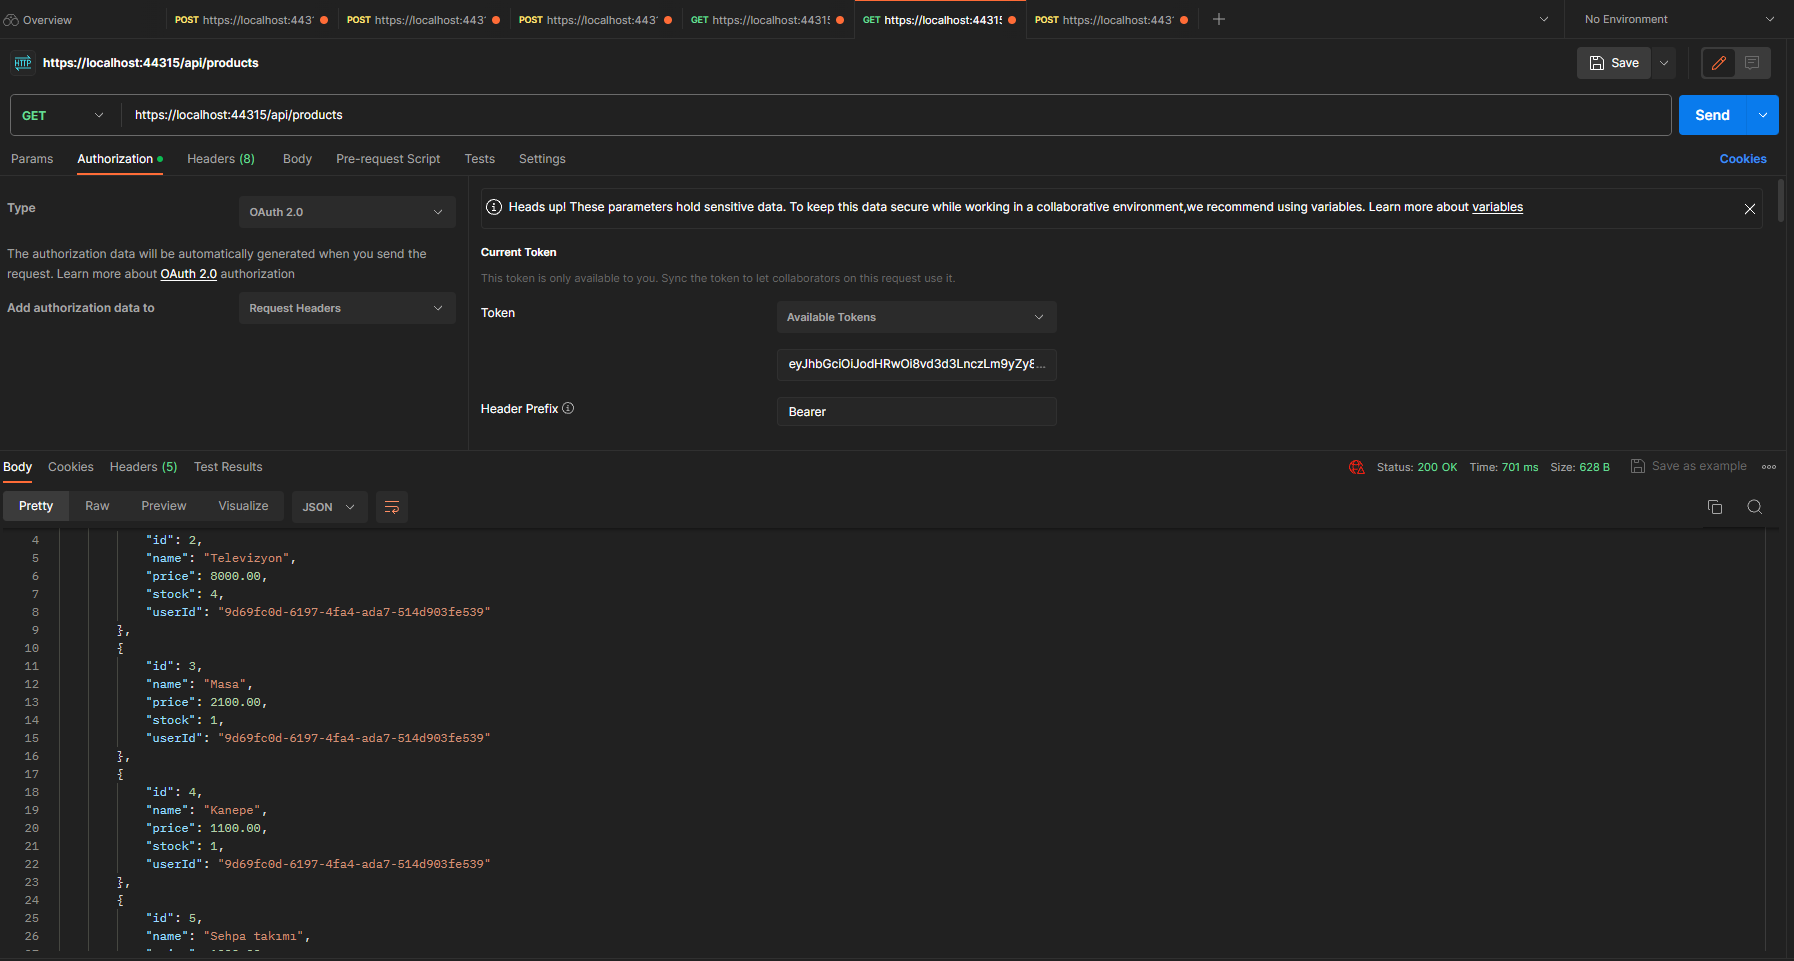 Overview POST https://localhost:443 POST https://localhost:443 POST https://localhost:443 GET https://localhost:44315 GET https://localhost:44315 POST https://localhost:443 No Environment
HTTP https://localhost:44315/api/products Save
GET https://localhost:44315/api/products Send
Params Authorization Headers (8) Body Pre-request Script Tests Settings Cookies
Type OAuth 2.0
The authorization data will be automatically generated when you send the
request. Learn more about OAuth 2.0 authorization
Add authorization data to Request Headers
Heads up! These parameters hold sensitive data. To keep this data secure while working in a collaborative environment,we recommend using variables. Learn more about variables
Current Token
This token is only available to you. Sync the token to let collaborators on this request use it.
Token Available Tokens
eyJhbGciOiJodHRwOi8vd3d3LnczLm9yZy8...
Header Prefix Bearer
Body Cookies Headers (5) Test Results Status: 200 OK Time: 701 ms Size: 628 B Save as example
Pretty Raw Preview Visualize JSON
4 "id": 2,
5 "name": "Televizyon",
6 "price": 8000.00,
7 "stock": 4,
8 "userId": "9d69fc0d-6197-4fa4-ada7-514d903fe539"
9 },
10 {
11 "id": 3,
12 "name": "Masa",
13 "price": 2100.00,
14 "stock": 1,
15 "userId": "9d69fc0d-6197-4fa4-ada7-514d903fe539"
16 },
17 {
18 "id": 4,
19 "name": "Kanepe",
20 "price": 1100.00,
21 "stock": 1,
22 "userId": "9d69fc0d-6197-4fa4-ada7-514d903fe539"
23 },
24 {
25 "id": 5,
26 "name": "Sehpa takımı",